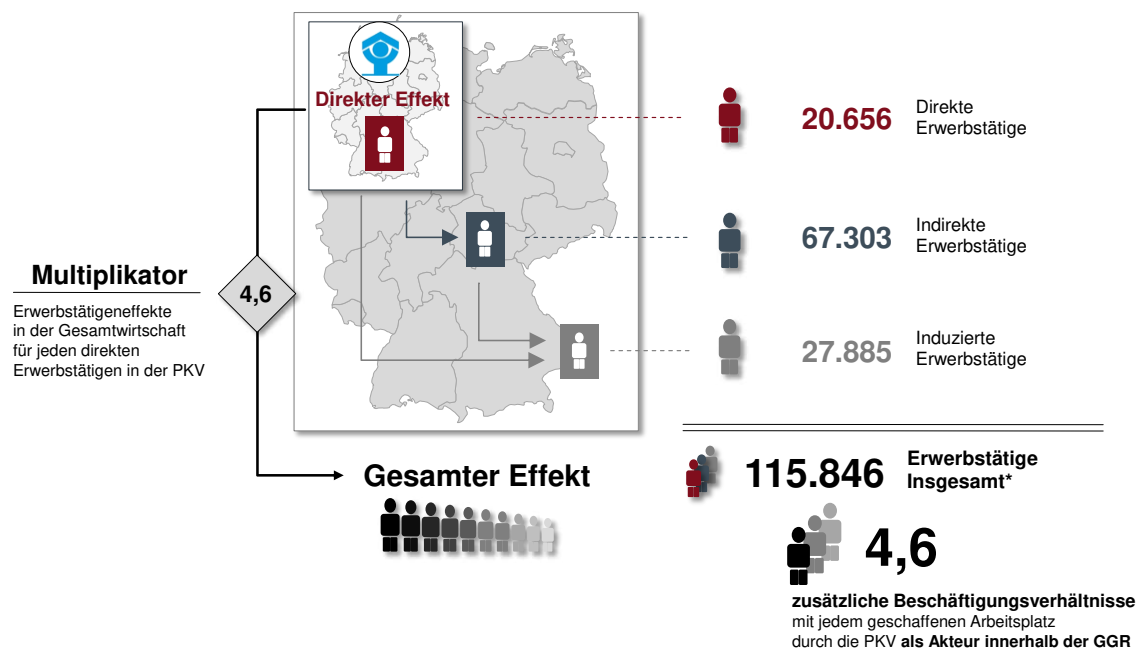 Direkter Effekt
20.656
Direkte
Erwerbstätige
67.303
Indirekte
Erwerbstätige
Multiplikator
4,6
Erwerbstätigeneffekte
in der Gesamtwirtschaft
für jeden direkten
Erwerbstätigen in der PKV
27.885
Induzierte
Erwerbstätige
Gesamter Effekt
115.846
Erwerbstätige
Insgesamt*
4,6
zusätzliche Beschäftigungsverhältnisse
mit jedem geschaffenen Arbeitsplatz
durch die PKV als Akteur innerhalb der GGR